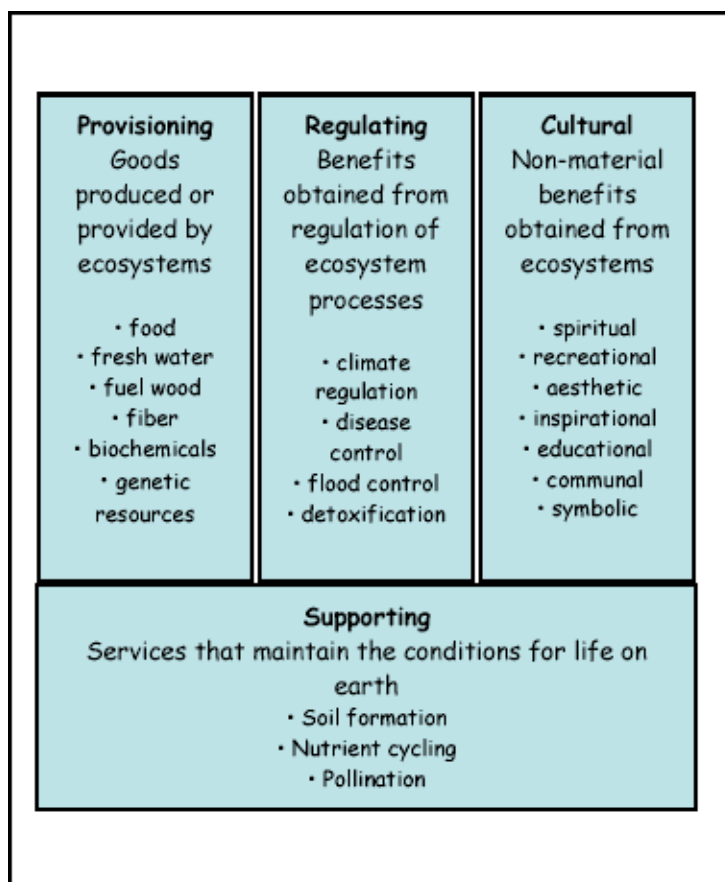 Provisioning
Goods
produced or
provided by
ecosystems
• food
• fresh water
• fuel wood
• fiber
• biochemicals
• genetic
resources
Regulating
Benefits
obtained from
regulation of
ecosystem
processes
• climate
regulation
• disease
control
• flood control
• detoxification
Cultural
Non-material
benefits
obtained from
ecosystems
• spiritual
• recreational
• aesthetic
• inspirational
• educational
• communal
• symbolic
Supporting
Services that maintain the conditions for life on
earth
• Soil formation
• Nutrient cycling
• Pollination